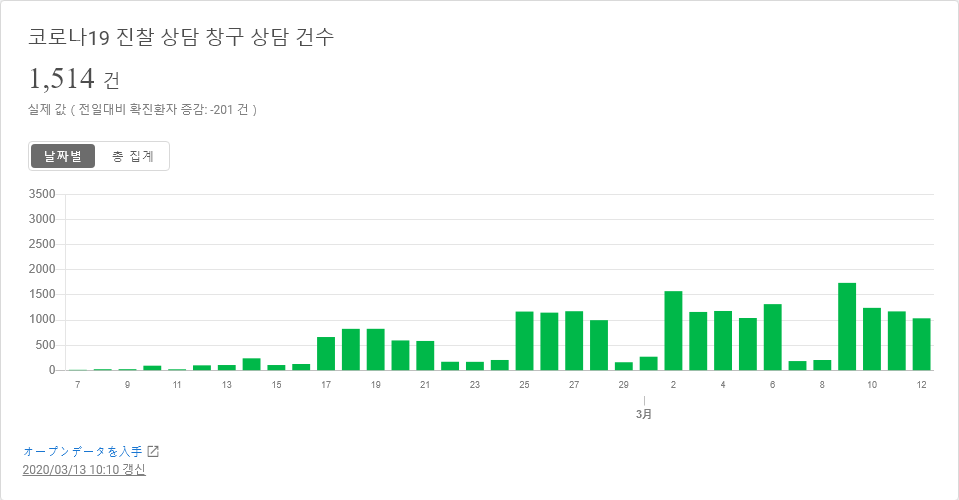 코로나19 진찰 상담 창구 상담 건수
1,514 건
실제 값 ( 전일대비 확진환자 증감: -201 건 )
날짜별 총 집계
3500
3000
2500
2000
1500
1000
500
0
7 9 11 13 15 17 19 21 23 25 27 29 2 4 6 8 10 12
3月
オープンデータを入手
2020/03/13 10:10 갱신